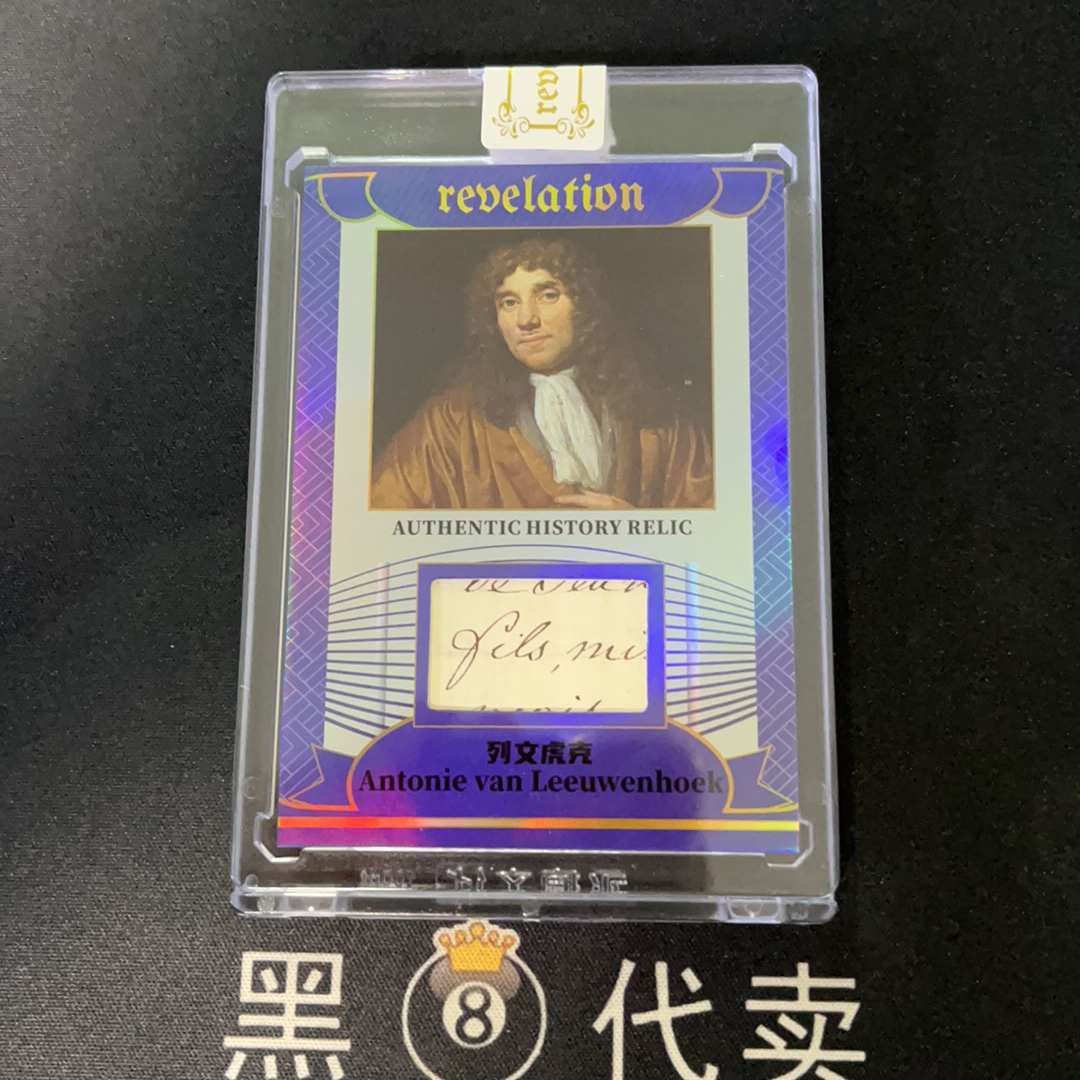 rev
revelation
AUTHENTIC HISTORY RELIC
fils, mi
列文虎克
Antonie van Leeuwenhoek
黑 8 代卖